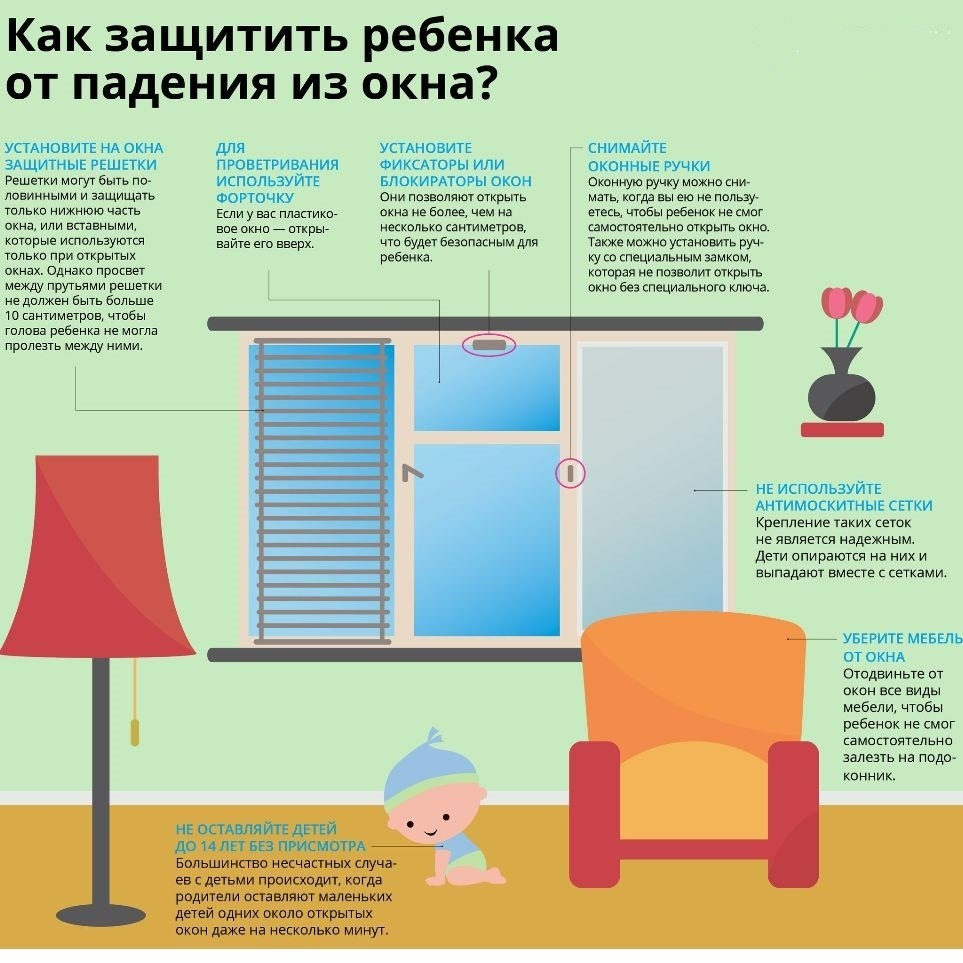 Как защитить ребенка
от падения из окна?
УСТАНОВИТЕ НА ОКНА
ЗАЩИТНЫЕ РЕШЕТКИ
Решетки могут быть по-
ловинными и защищать
только нижнюю часть
окна, или вставными,
которые используются
только при открытых
окнах. Однако просвет
между прутьями решетки
не должен быть больше
10 сантиметров, чтобы
голова ребенка не могла
пролезть между ними.
ДЛЯ
ПРОВЕТРИВАНИЯ
ИСПОЛЬЗУЙТЕ
ФОРТОЧКУ
Если у вас пластико-
вое окно — откры-
вайте его вверх.
УСТАНОВИТЕ
ФИКСАТОРЫ ИЛИ
БЛОКИРАТОРЫ ОКОН
Они позволяют открыть
окна не более, чем на
несколько сантиметров,
что будет безопасным для
ребенка.
СНИМАЙТЕ
ОКОННЫЕ РУЧКИ
Оконную ручку можно сни-
мать, когда вы ею не пользу-
етесь, чтобы ребенок не смог
самостоятельно открыть окно.
Также можно установить руч-
ку со специальным замком,
которая не позволит открыть
окно без специального ключа.
НЕ ИСПОЛЬЗУЙТЕ
АНТИМОСКИТНЫЕ СЕТКИ
Крепление таких сеток
не является надежным.
Дети опираются на них и
выпадают вместе с сетками.
УБЕРИТЕ МЕБЕЛЬ
ОТ ОКНА
Отодвиньте от
окон все виды
мебели, чтобы
ребенок не смог
самостоятельно
залезть на подо-
конник.
НЕ ОСТАВЛЯЙТЕ ДЕТЕЙ
ДО 14 ЛЕТ БЕЗ ПРИСМОТРА
Большинство несчастных случа-
ев с детьми происходит, когда
родители оставляют маленьких
детей одних около открытых
окон даже на несколько минут.